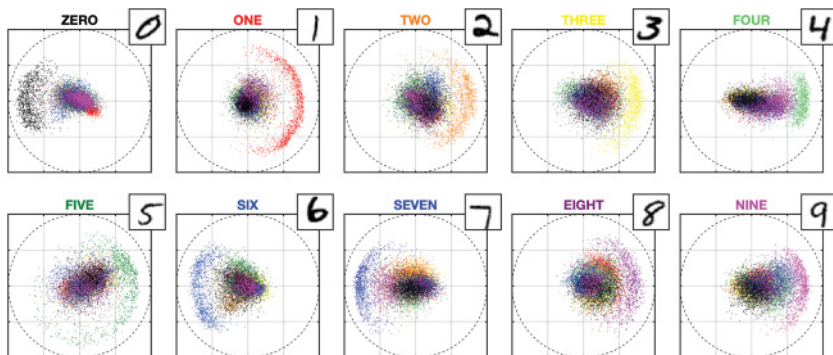 ZERO 0
ONE 1
TWO 2
THREE 3
FOUR 4
FIVE 5
SIX 6
SEVEN 7
EIGHT 8
NINE 9